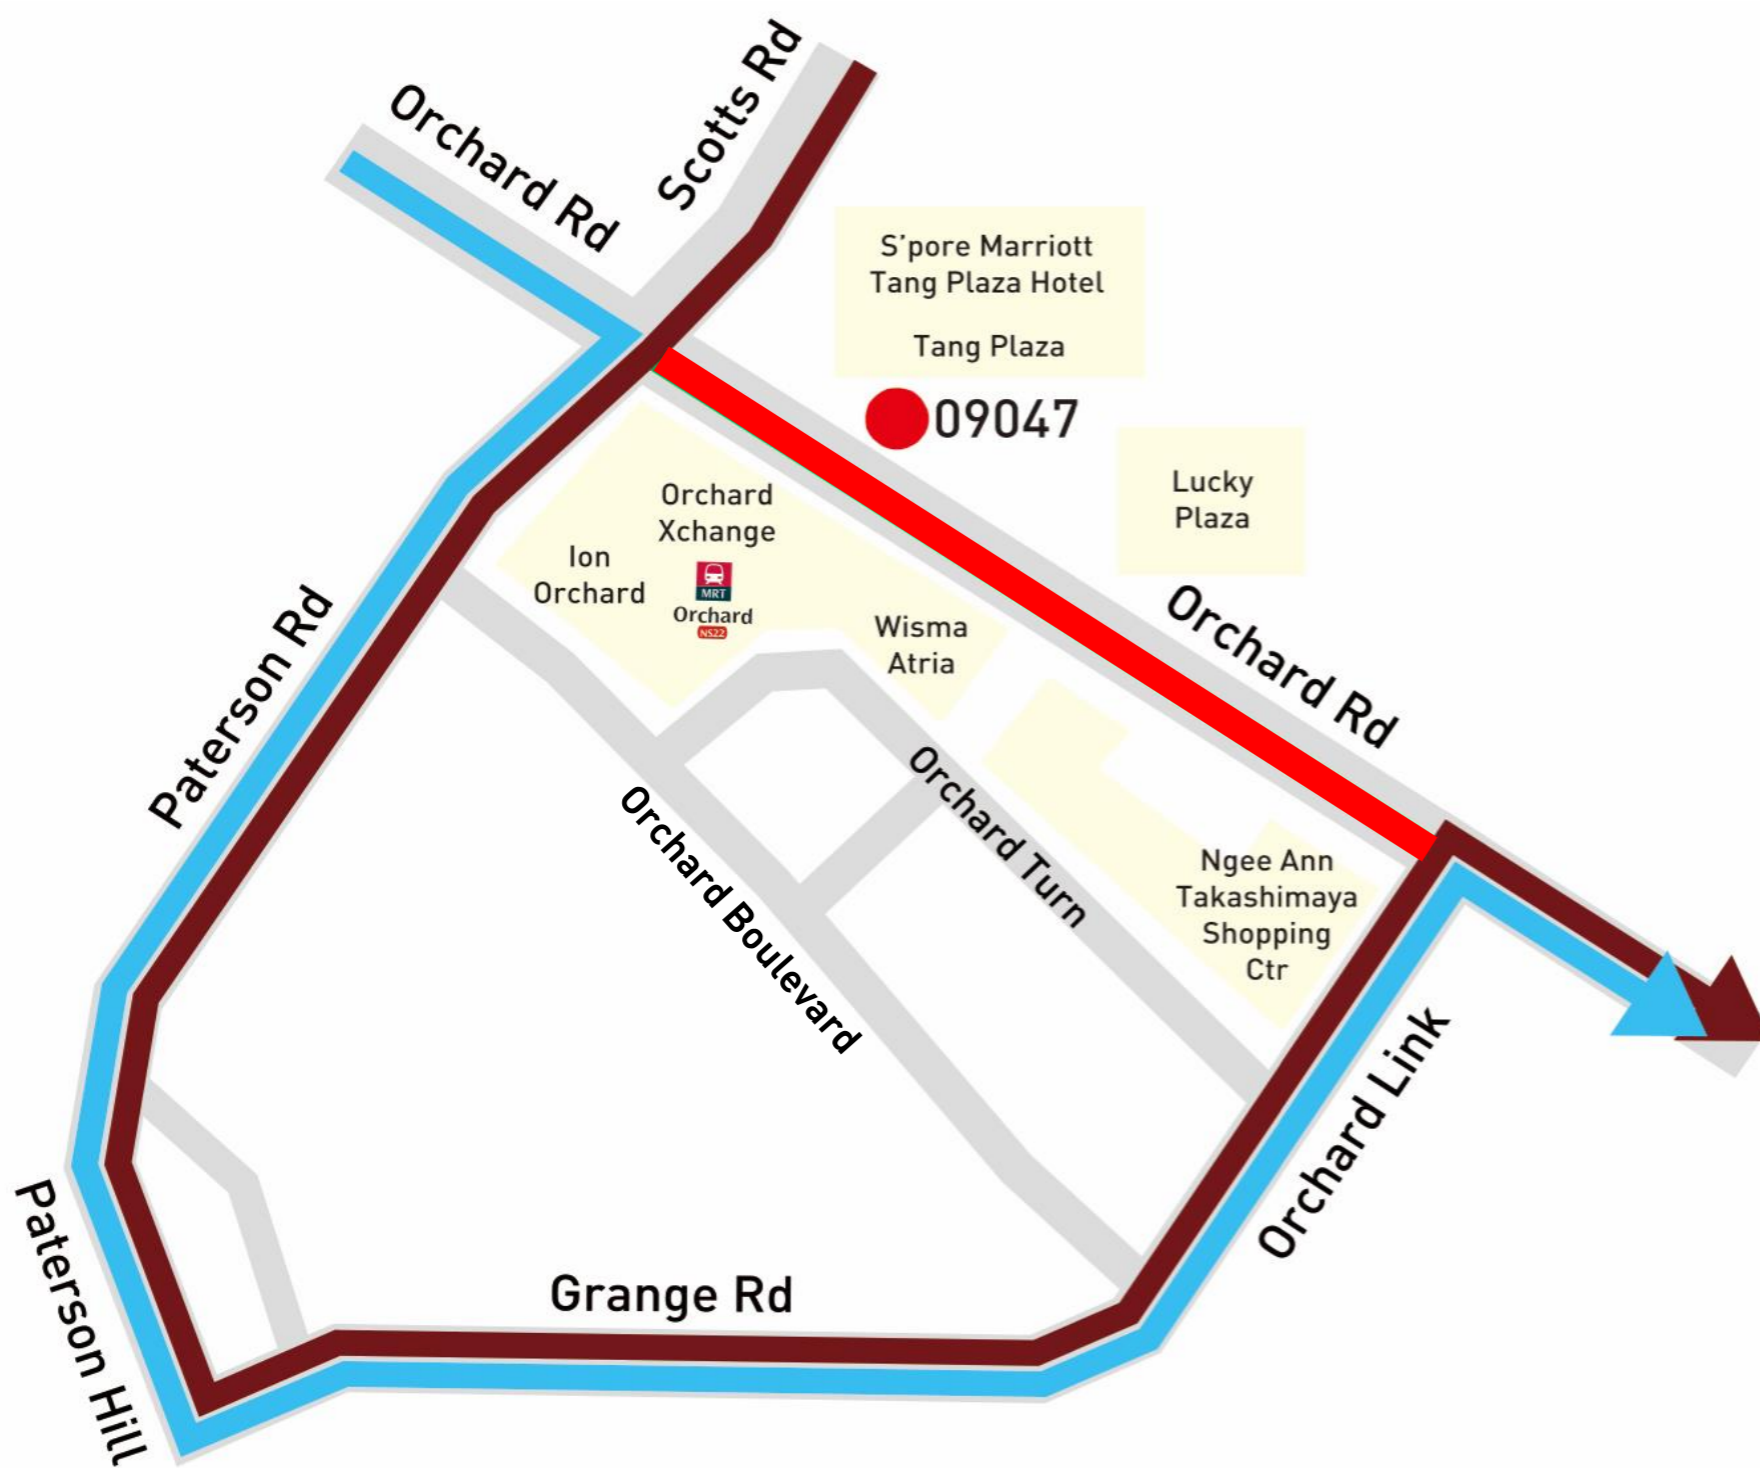 Orchard Rd
Scotts Rd
S'pore Marriott
Tang Plaza Hotel
Tang Plaza
09047
Lucky
Plaza
Orchard
Xchange
Ion
Orchard
MRT
Orchard
NS22
Wisma
Atria
Orchard Rd
Paterson Rd
Orchard Turn
Orchard Boulevard
Ngee Ann
Takashimaya
Shopping
Ctr
Orchard Link
Paterson Hill
Grange Rd